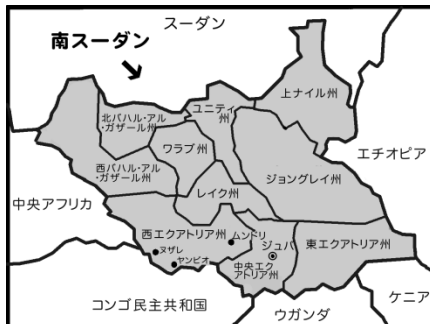 スーダン
南スーダン
上ナイル州
ユニティ
州
北バハル・アル
・ガザール州
ワラブ州
エチオピア
西バハル・アル
・ガザール州
ジョングレイ州
レイク州
中央アフリカ
西エクアトリア州
ムンドリ
ジュバ
東エクアトリア州
ヌザレ
ヤンビオ
中央エク
アトリア州
ケニア
コンゴ民主共和国
ウガンダ